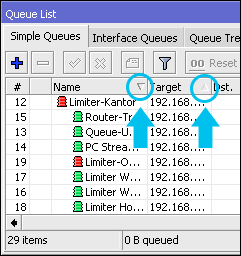 Queue List
Simple Queues Interface Queues Queue Tre
00 Reset
# Name Target Dst.
12 Limiter-Kantor 192.168....
15 Router-Tr... 192.168....
13 Queue-U... 192.168....
14 PC Strea... 192.168....
19 Limiter-O... 192.168....
16 Limiter W... 192.168....
17 Limiter W... 192.168....
18 Limiter Ho... 192.168....
29 items 0 B queued